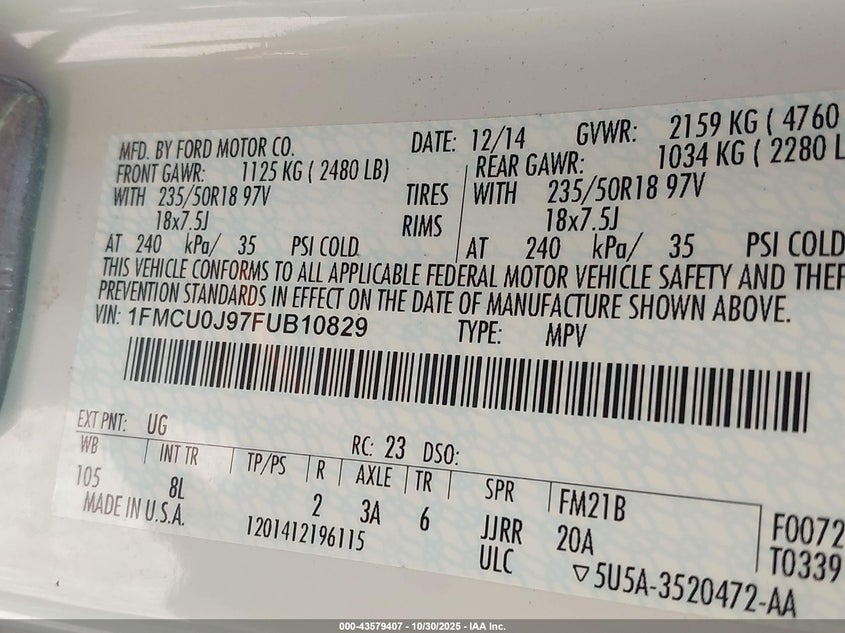 MFD. BY FORD MOTOR CO. DATE: 12/14 GVWR: 2159 KG ( 4760
FRONT GAWR: 1125 KG ( 2480 LB) REAR GAWR: 1034 KG ( 2280 L
WITH 235/50R18 97V TIRES WITH 235/50R18 97V
18x7.5J RIMS 18x7.5J
AT 240 kPa/ 35 PSI COLD AT 240 kPa/ 35 PSI COLD
THIS VEHICLE CONFORMS TO ALL APPLICABLE FEDERAL MOTOR VEHICLE SAFETY AND THEF
PREVENTION STANDARDS IN EFFECT ON THE DATE OF MANUFACTURE SHOWN ABOVE.
VIN: 1FMCU0J97FUB10829 TYPE: MPV
EXT PNT: UG RC: 23 DSO:
WB INT TR TP/PS R AXLE TR SPR FM21B F0072
105 8L 2 3A 6 JJRR 20A T0339
MADE IN U.S.A. 1201412196115 ULC ▽5U5A-3520472-AA
000-43579407 - 10/30/2025 - IAA Inc.